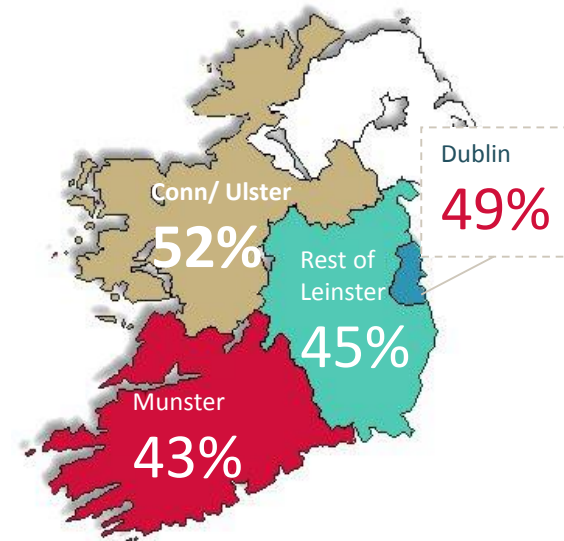 Dublin
49%
Conn/ Ulster
52%
Rest of
Leinster
45%
Munster
43%